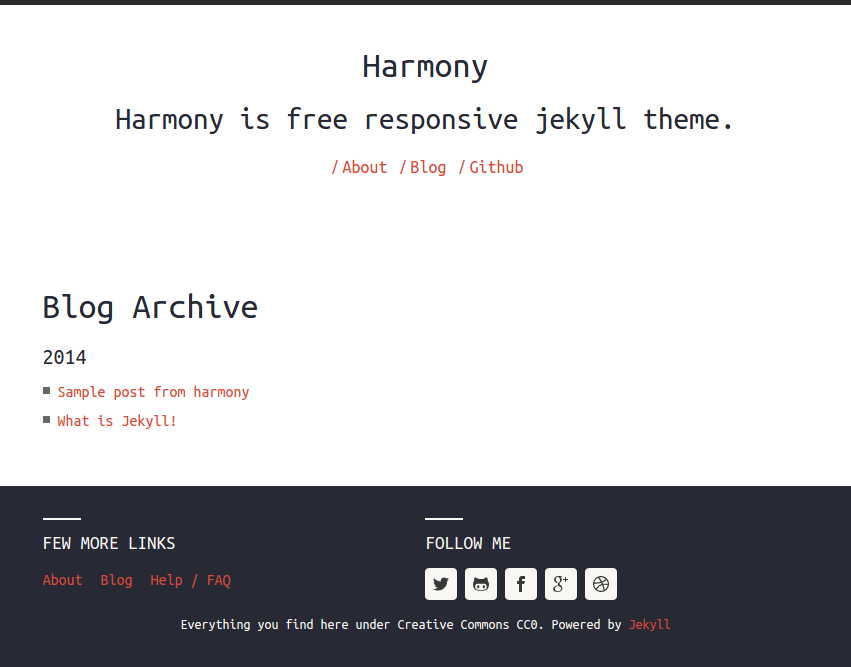 Harmony
Harmony is free responsive jekyll theme.
/ About / Blog / Github
Blog Archive
2014
Sample post from harmony
What is Jekyll!
FEW MORE LINKS
About Blog Help / FAQ
FOLLOW ME
Everything you find here under Creative Commons CC0. Powered by Jekyll